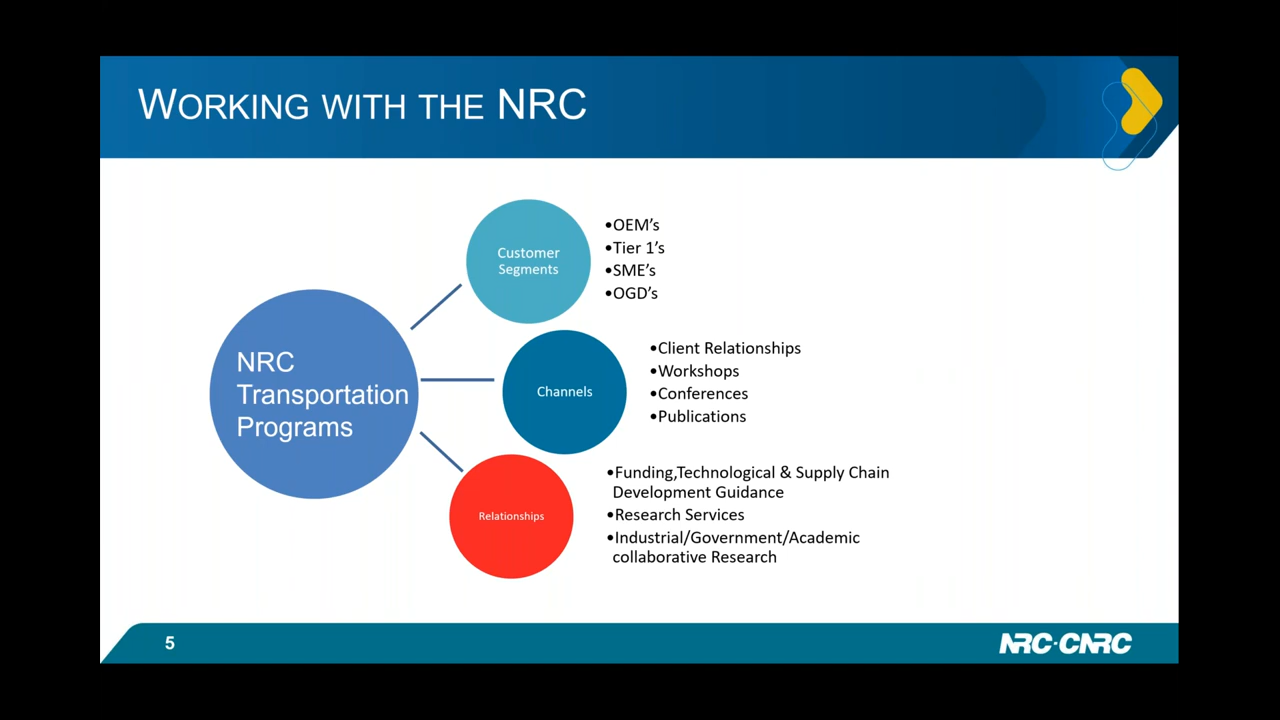 WORKING WITH THE NRC
NRC
Transportation
Programs
Customer
Segments
•OEM’s
•Tier 1’s
•SME’s
•OGD’s
Channels
•Client Relationships
•Workshops
•Conferences
•Publications
Relationships
•Funding,Technological & Supply Chain
Development Guidance
•Research Services
•Industrial/Government/Academic
collaborative Research
5
NRC·CNRC